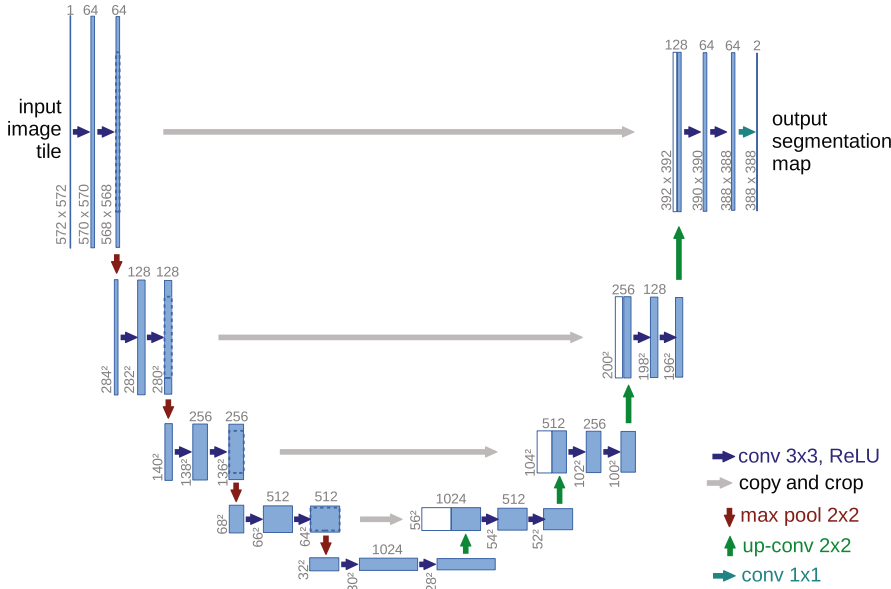 1 64 64
128
64 64 2
input
image
tile
output
segmentation
map
572 x 572
570 x 570
568 x 568
392 x 392
390 x 390
388 x 388
388 x 388
128 128
256 128
284²
282²
280²
200²
198²
196²
256 256
512 256
140²
138²
136²
104²
102²
100²
512 512
1024 512
68²
66²
64²
56²
54²
52²
1024
32²
30²
28²
conv 3x3, ReLU
copy and crop
max pool 2x2
up-conv 2x2
conv 1x1